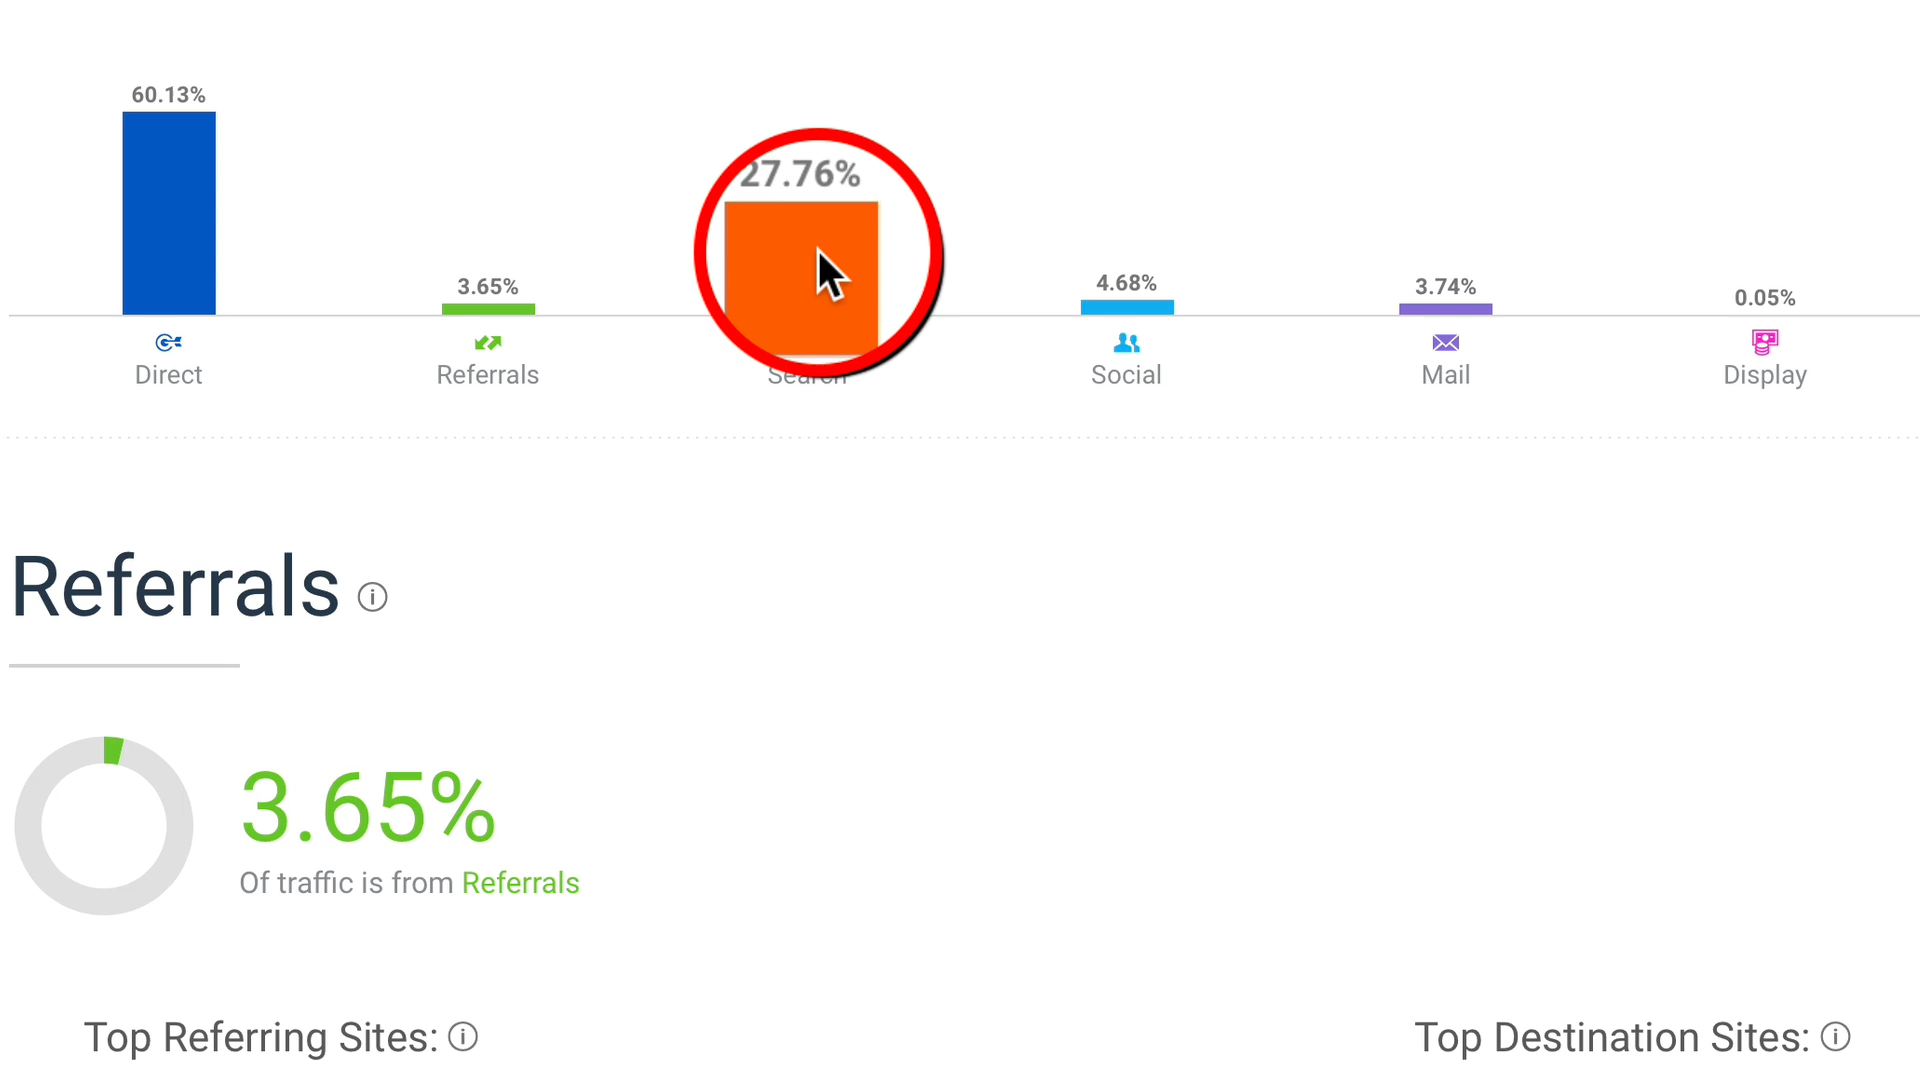 60.13%
3.65%
27.76%
4.68%
3.74%
0.05%
Direct
Referrals
Search
Social
Mail
Display
Referrals
3.65%
Of traffic is from Referrals
Top Referring Sites:
Top Destination Sites: